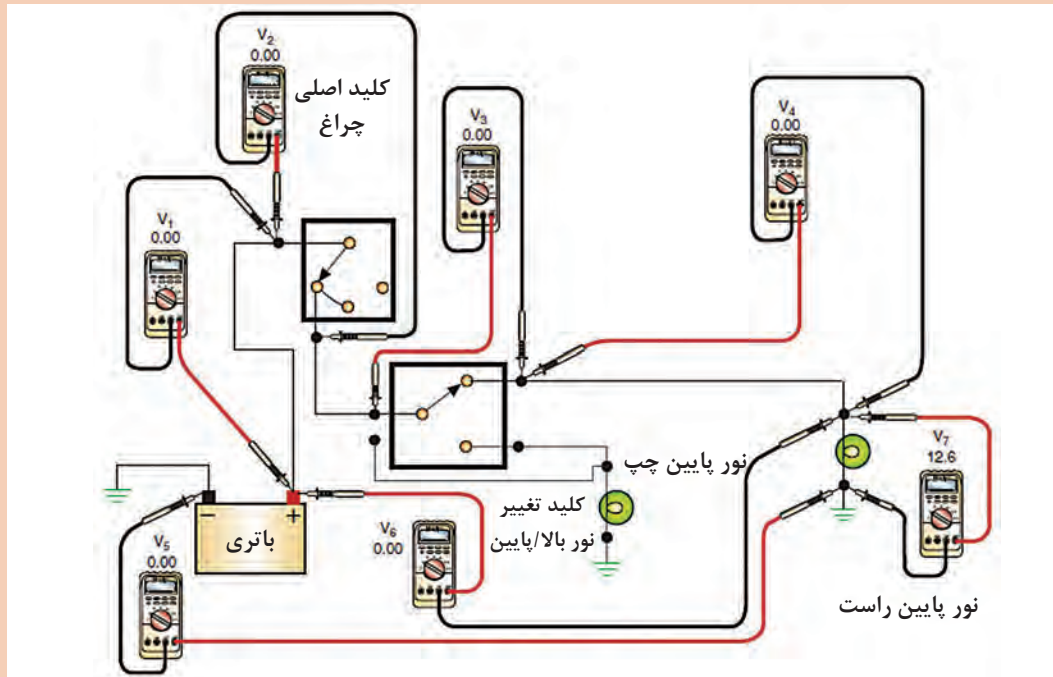 V2
0.00
کلید اصلی
چراغ
V3
0.00
V4
0.00
V1
0.00
نور پایین چپ
V7
12.6
کلید تغییر
نور بالا/پایین
V6
0.00
− +
باتری
V5
0.00
نور پایین راست